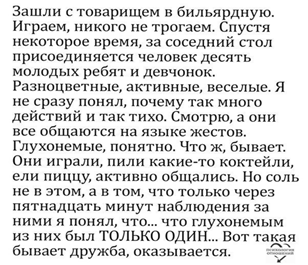 Зашли с товарищем в бильярдную.
Играем, никого не трогаем. Спустя
некоторое время, за соседний стол
присоединяется человек десять
молодых ребят и девчонок.
Разноцветные, активные, веселые. Я
не сразу понял, почему так много
действий и так тихо. Смотрю, а они
все общаются на языке жестов.
Глухонемые, понятно. Что ж, бывает.
Они играли, пили какие-то коктейли,
ели пиццу, активно общались. Но соль
не в этом, а в том, что только через
пятнадцать минут наблюдения за
ними я понял, что... что глухонемым
из них был ТОЛЬКО ОДИН... Вот такая
бывает дружба, оказывается.